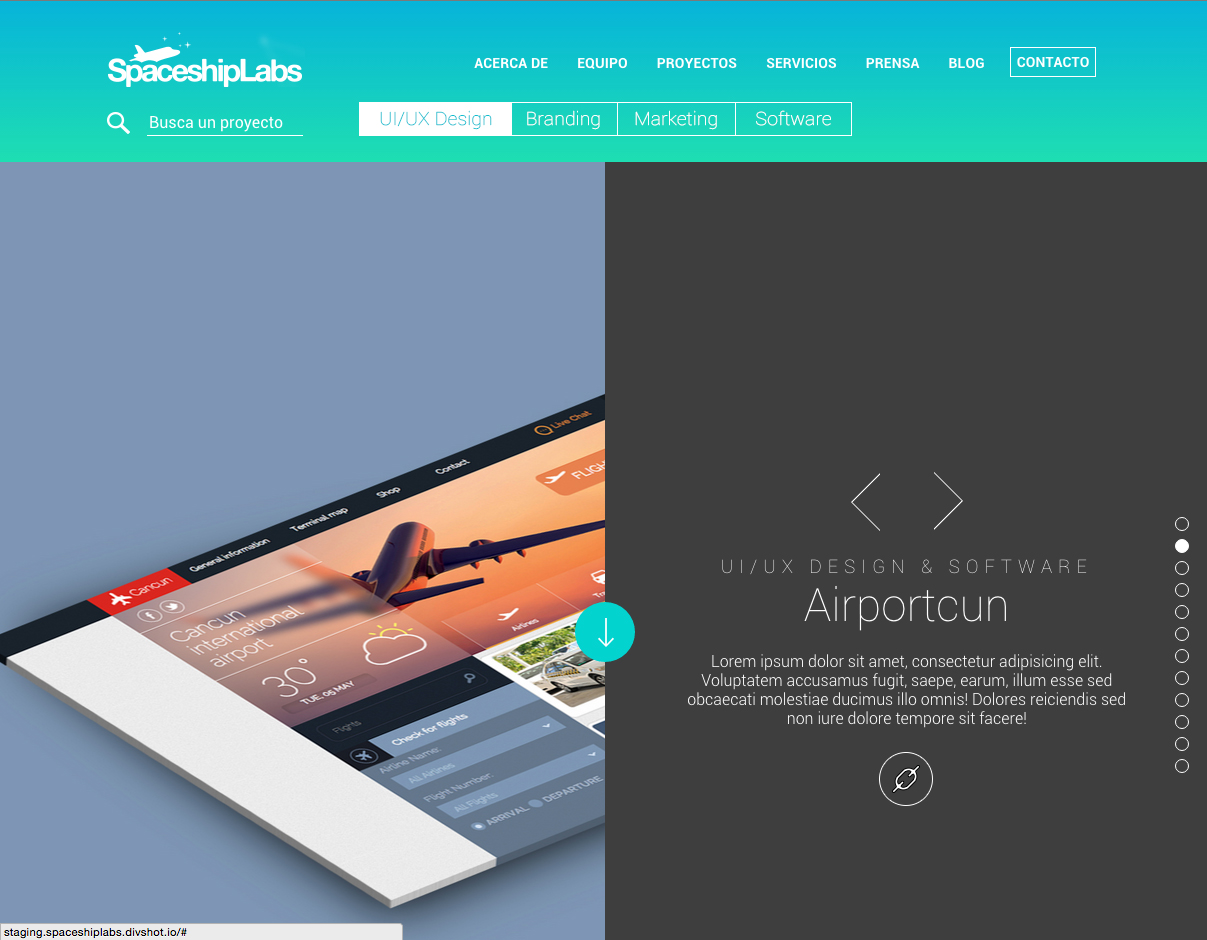 SpaceshipLabs
ACERCA DE EQUIPO PROYECTOS SERVICIOS PRENSA BLOG CONTACTO
Busca un proyecto
UI/UX Design Branding Marketing Software
Live Chat
Contact
Shop
Terminal map
General information
Cancun
FLIGH
Cancun
international
airport
30°
TUE, 05 MAY
Airlines
Flights
Check for flights
Airline Name:
All Airlines
Flight Number:
All Flights
ARRIVAL DEPARTURE
UI/UX DESIGN & SOFTWARE
Airportcun
Lorem ipsum dolor sit amet, consectetur adipisicing elit.
Voluptatem accusamus fugit, saepe, earum, illum esse sed
obcaecati molestiae ducimus illo omnis! Dolores reiciendis sed
non iure dolore tempore sit facere!
staging.spaceshiplabs.divshot.io/#